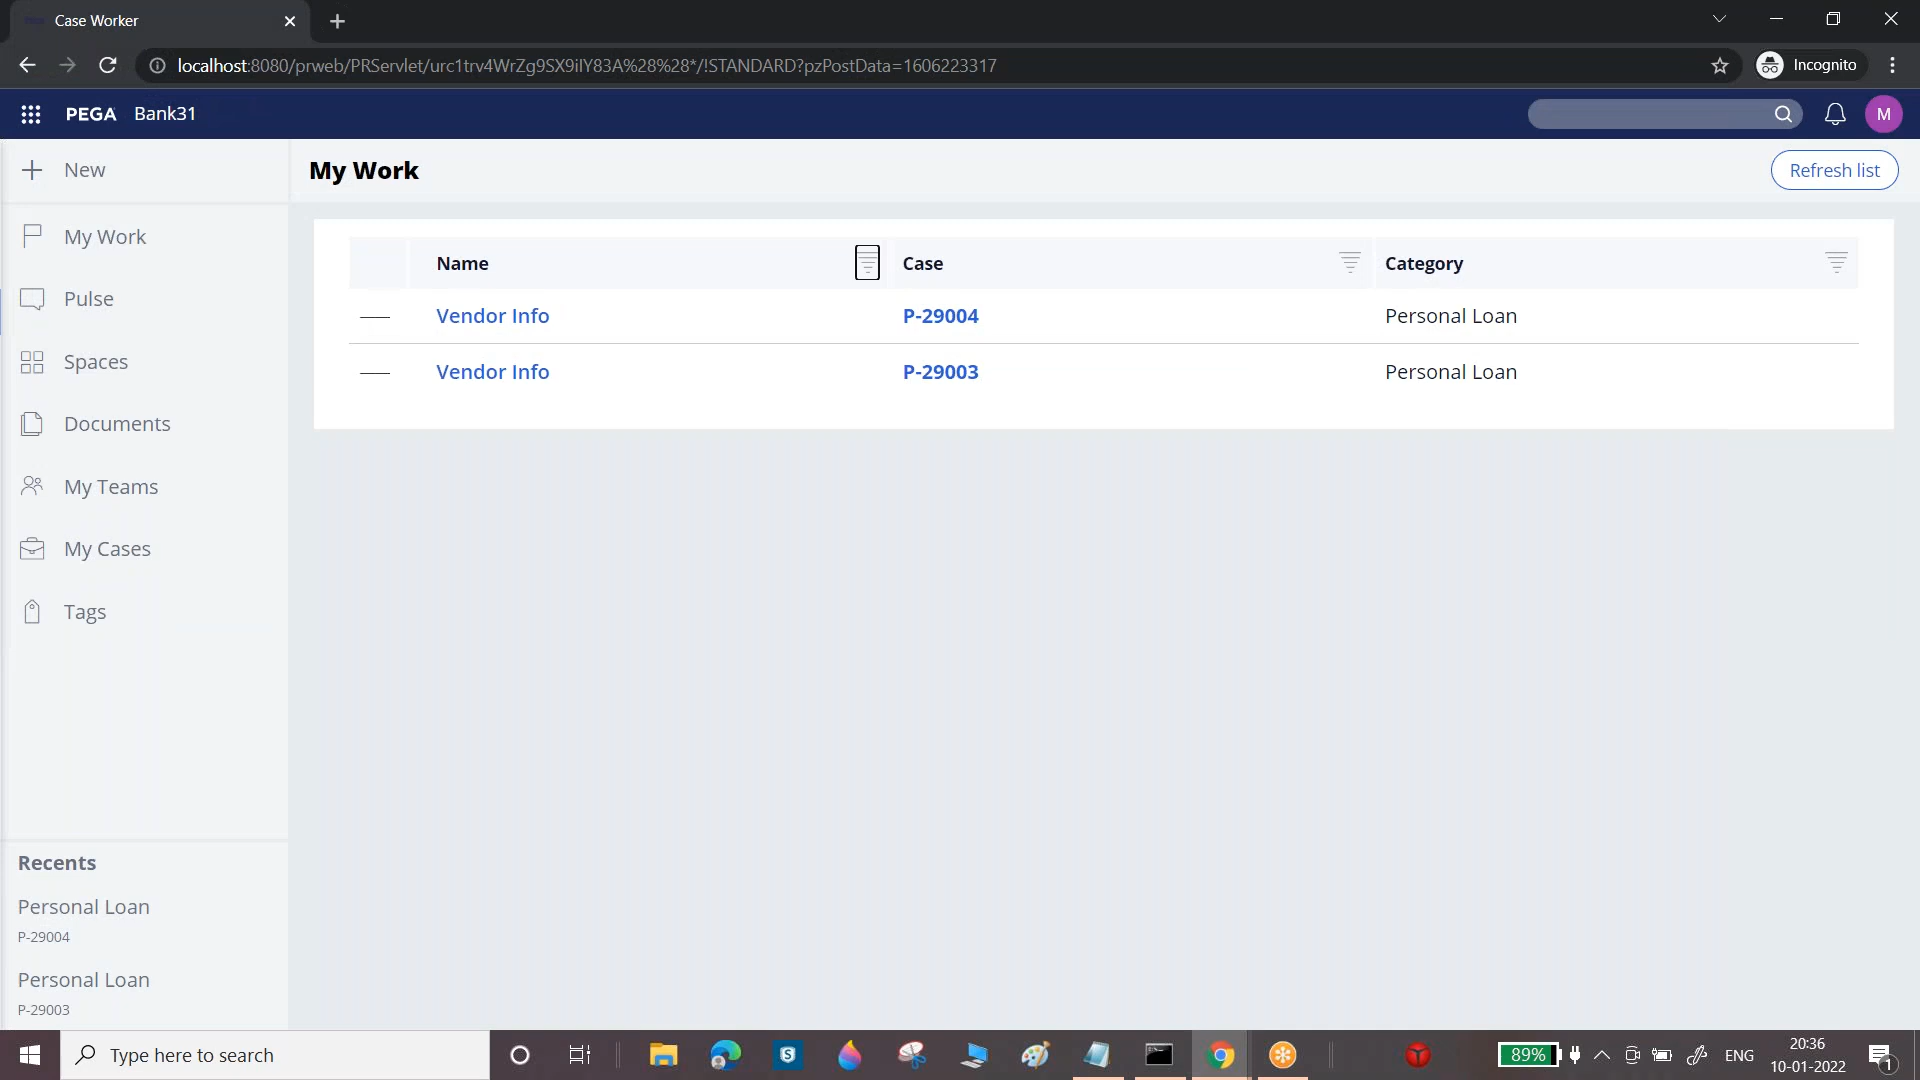 Case Worker
localhost:8080/prweb/PRServlet/urc1trv4WrZg9SX9iIY83A%28%28*/!STANDARD?pzPostData=1606223317
Incognito
PEGA Bank31
M
New
My Work
Refresh list
My Work
Pulse
Spaces
Documents
My Teams
My Cases
Tags
Name Case Category
Vendor Info P-29004 Personal Loan
Vendor Info P-29003 Personal Loan
Recents
Personal Loan
P-29004
Personal Loan
P-29003
Type here to search
S
89%
ENG
20:36
10-01-2022
1